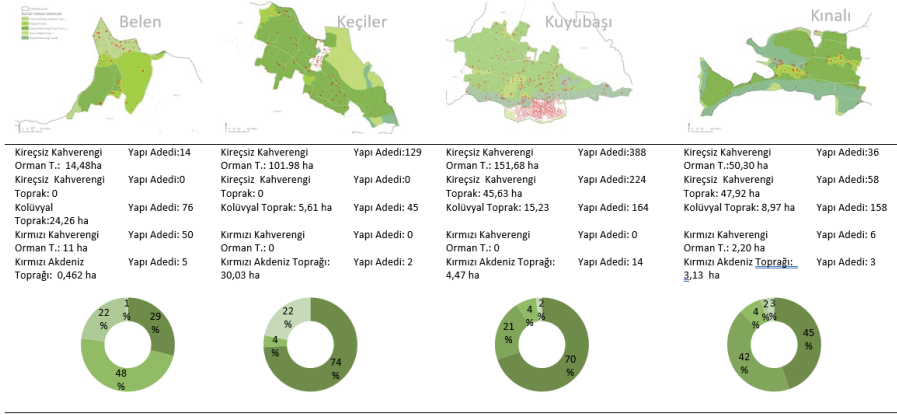 Belen
Keçiler
Kuyubaşı
Kınalı
Kireçsiz Kahverengi
Orman T.: 14,48ha
Yapı Adedi:14
Kireçsiz Kahverengi
Toprak: 0
Yapı Adedi:0
Kolüvyal
Toprak:24,26 ha
Yapı Adedi: 76
Kırmızı Kahverengi
Orman T.: 11 ha
Yapı Adedi: 50
Kırmızı Akdeniz
Toprağı: 0,462 ha
Yapı Adedi: 5
Kireçsiz Kahverengi
Orman T.: 101.98 ha
Yapı Adedi:129
Kireçsiz Kahverengi
Toprak: 0
Yapı Adedi:0
Kolüvyal Toprak: 5,61 ha
Yapı Adedi: 45
Kırmızı Kahverengi
Orman T.: 0
Yapı Adedi: 0
Kırmızı Akdeniz Toprağı:
30,03 ha
Yapı Adedi: 2
Kireçsiz Kahverengi
Orman T.: 151,68 ha
Yapı Adedi:388
Kireçsiz Kahverengi
Toprak: 45,63 ha
Yapı Adedi:224
Kolüvyal Toprak: 15,23
Yapı Adedi: 164
Kırmızı Kahverengi
Orman T.: 0
Yapı Adedi: 0
Kırmızı Akdeniz Toprağı:
4,47 ha
Yapı Adedi: 14
Kireçsiz Kahverengi
Orman T.:50,30 ha
Yapı Adedi:36
Kireçsiz Kahverengi
Toprak: 47,92 ha
Yapı Adedi:58
Kolüvyal Toprak: 8,97 ha
Yapı Adedi: 158
Kırmızı Kahverengi
Orman T.: 2,20 ha
Yapı Adedi: 6
Kırmızı Akdeniz Toprağı:
3,13 ha
Yapı Adedi: 3
22
%
1
%
29
%
48
%
22
%
4
%
74
%
21
%
4
%
2
%
70
%
42
%
4
%
2
%
3
%
45
%